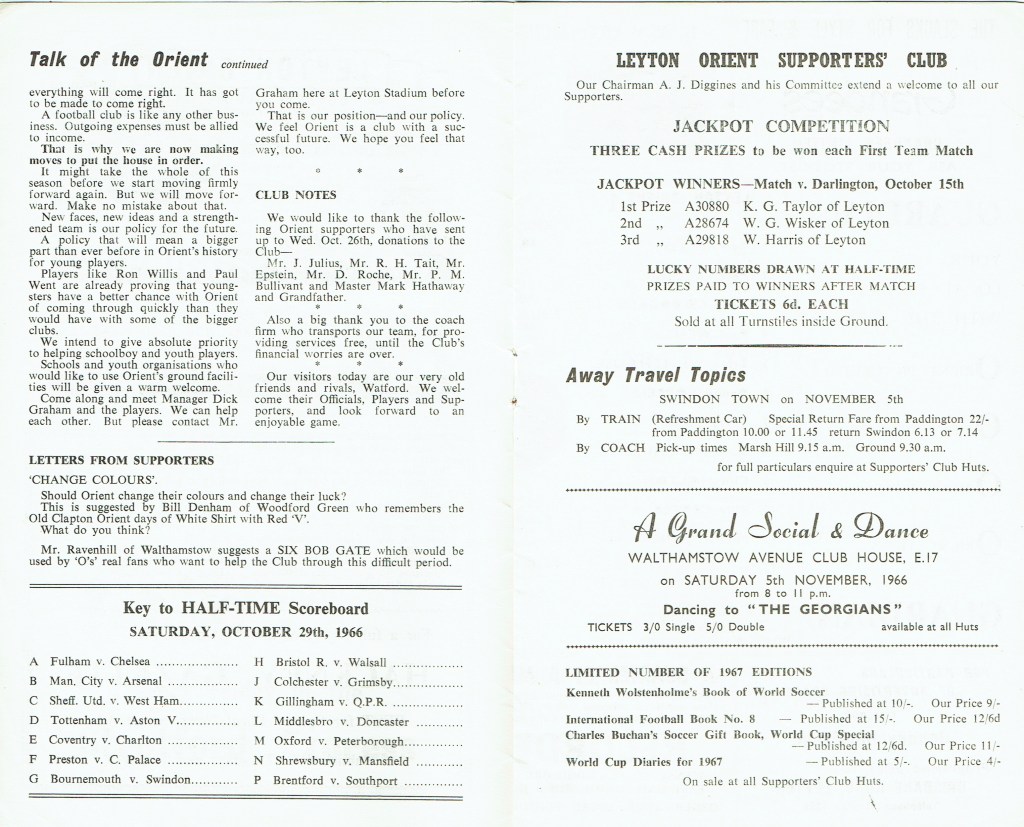 Talk of the Orient continued
everything will come right. It has got
to be made to come right.
A football club is like any other bus-
iness. Outgoing expenses must be allied
to income.
That is why we are now making
moves to put the house in order.
It might take the whole of this
season before we start moving firmly
forward again. But we will move for-
ward. Make no mistake about that.
New faces, new ideas and a strength-
ened team is our policy for the future.
A policy that will mean a bigger
part than ever before in Orient's history
for young players.
Players like Ron Willis and Paul
Went are already proving that young-
sters have a better chance with Orient
of coming through quickly than they
would have with some of the bigger
clubs.
We intend to give absolute priority
to helping schoolboy and youth players.
Schools and youth organisations who
would like to use Orient's ground facili-
ties will be given a warm welcome.
Come along and meet Manager Dick
Graham and the players. We can help
each other. But please contact Mr.
Graham here at Leyton Stadium before
you come.
That is our position—and our policy.
We feel Orient is a club with a suc-
cessful future. We hope you feel that
way, too.
* * *
CLUB NOTES
We would like to thank the follow-
ing Orient supporters who have sent
up to Wed. Oct. 26th, donations to the
Club—
Mr. J. Julius, Mr. R. H. Tait, Mr.
Epstein, Mr. D. Roche, Mr. P. M.
Bullivant and Master Mark Hathaway
and Grandfather.
* * *
Also a big thank you to the coach
firm who transports our team, for pro-
viding services free, until the Club's
financial worries are over.
* * *
Our visitors today are our very old
friends and rivals, Watford. We wel-
come their Officials, Players and Sup-
porters, and look forward to an
enjoyable game.
LETTERS FROM SUPPORTERS
'CHANGE COLOURS'.
Should Orient change their colours and change their luck?
This is suggested by Bill Denham of Woodford Green who remembers the
Old Clapton Orient days of White Shirt with Red 'V'.
What do you think?
Mr. Ravenhill of Walthamstow suggests a SIX BOB GATE which would be
used by 'O's' real fans who want to help the Club through this difficult period.
Key to HALF-TIME Scoreboard
SATURDAY, OCTOBER 29th, 1966
A Fulham v. Chelsea ..................
B Man. City v. Arsenal ..................
C Sheff. Utd. v. West Ham...............
D Tottenham v. Aston V................
E Coventry v. Charlton ..................
F Preston v. C. Palace ..................
G Bournemouth v. Swindon............
H Bristol R. v. Walsall ..................
J Colchester v. Grimsby..................
K Gillingham v. Q.P.R. ..................
L Middlesbro v. Doncaster ............
M Oxford v. Peterborough...............
N Shrewsbury v. Mansfield ............
P Brentford v. Southport ...............
LEYTON ORIENT SUPPORTERS' CLUB
Our Chairman A. J. Diggines and his Committee extend a welcome to all our
Supporters.
JACKPOT COMPETITION
THREE CASH PRIZES to be won each First Team Match
JACKPOT WINNERS—Match v. Darlington, October 15th
1st Prize A30880 K. G. Taylor of Leyton
2nd ,, A28674 W. G. Wisker of Leyton
3rd ,, A29818 W. Harris of Leyton
LUCKY NUMBERS DRAWN AT HALF-TIME
PRIZES PAID TO WINNERS AFTER MATCH
TICKETS 6d. EACH
Sold at all Turnstiles inside Ground.
Away Travel Topics
SWINDON TOWN on NOVEMBER 5th
By TRAIN (Refreshment Car) Special Return Fare from Paddington 22/-
from Paddington 10.00 or 11.45 return Swindon 6.13 or 7.14
By COACH Pick-up times Marsh Hill 9.15 a.m. Ground 9.30 a.m.
for full particulars enquire at Supporters' Club Huts.
A Grand Social & Dance
WALTHAMSTOW AVENUE CLUB HOUSE, E.17
on SATURDAY 5th NOVEMBER, 1966
from 8 to 11 p.m.
Dancing to "THE GEORGIANS"
TICKETS 3/0 Single 5/0 Double available at all Huts
LIMITED NUMBER OF 1967 EDITIONS
Kenneth Wolstenholme's Book of World Soccer
— Published at 10/-. Our Price 9/-
International Football Book No. 8 — Published at 15/-. Our Price 12/6d
Charles Buchan's Soccer Gift Book, World Cup Special
— Published at 12/6d. Our Price 11/-
World Cup Diaries for 1967 — Published at 5/-. Our Price 4/-
On sale at all Supporters' Club Huts.